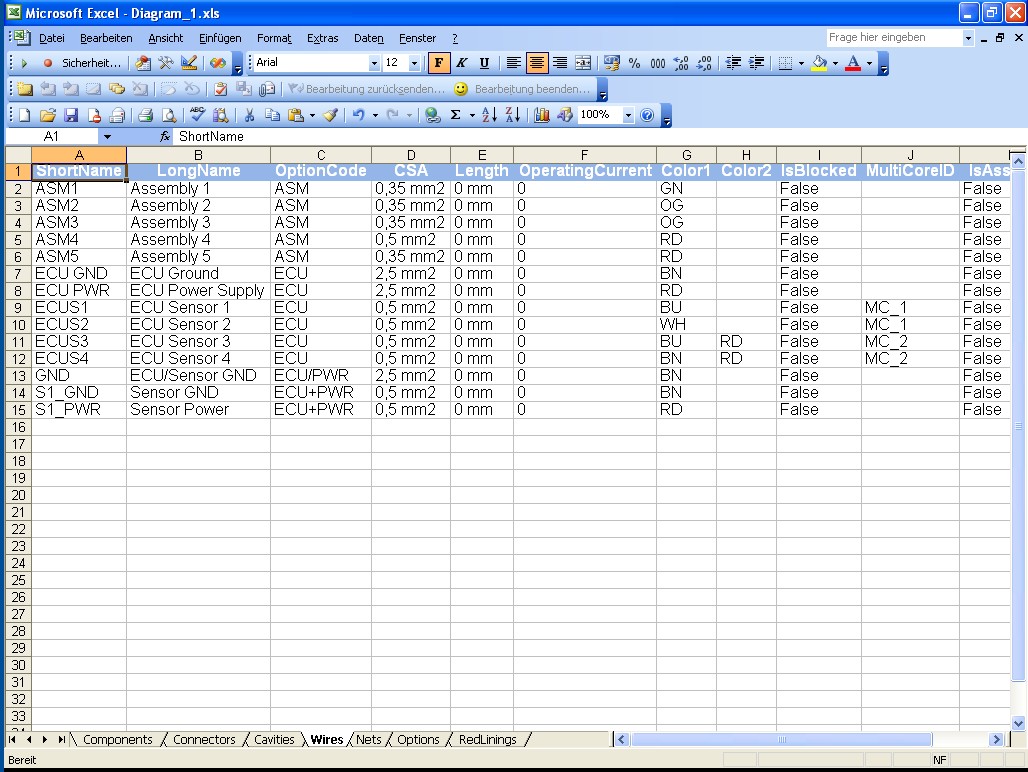 Microsoft Excel - Diagram_1.xls
Datei Bearbeiten Ansicht Einfügen Format Extras Daten Fenster ? Frage hier eingeben
Sicherheit... Arial 12 F K U % 000
Bearbeitung zurücksenden... Bearbeitung beenden...
100%
A1 fx ShortName
A B C D E F G H I J
1 ShortName LongName OptionCode CSA Length OperatingCurrent Color1 Color2 IsBlocked MultiCoreID IsAss
2 ASM1 Assembly 1 ASM 0,35 mm2 0 mm 0 GN False False
3 ASM2 Assembly 2 ASM 0,35 mm2 0 mm 0 OG False False
4 ASM3 Assembly 3 ASM 0,35 mm2 0 mm 0 OG False False
5 ASM4 Assembly 4 ASM 0,5 mm2 0 mm 0 RD False False
6 ASM5 Assembly 5 ASM 0,35 mm2 0 mm 0 RD False False
7 ECU GND ECU Ground ECU 2,5 mm2 0 mm 0 BN False False
8 ECU PWR ECU Power Supply ECU 2,5 mm2 0 mm 0 RD False False
9 ECUS1 ECU Sensor 1 ECU 0,5 mm2 0 mm 0 BU False MC_1 False
10 ECUS2 ECU Sensor 2 ECU 0,5 mm2 0 mm 0 WH False MC_1 False
11 ECUS3 ECU Sensor 3 ECU 0,5 mm2 0 mm 0 BU RD False MC_2 False
12 ECUS4 ECU Sensor 4 ECU 0,5 mm2 0 mm 0 BN RD False MC_2 False
13 GND ECU/Sensor GND ECU/PWR 2,5 mm2 0 mm 0 BN False False
14 S1_GND Sensor GND ECU+PWR 0,5 mm2 0 mm 0 BN False False
15 S1_PWR Sensor Power ECU+PWR 0,5 mm2 0 mm 0 RD False False
16
17
18
19
20
21
22
23
24
25
26
27
28
29
30
31
32
33
Components Connectors Cavities Wires Nets Options RedLinings
Bereit NF